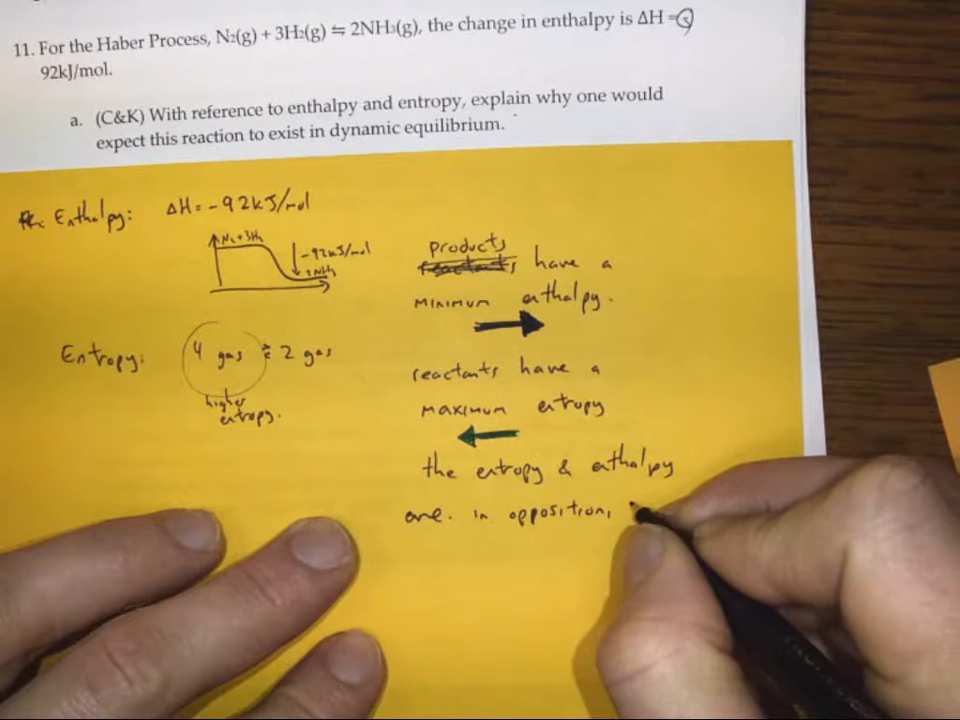 11. For the Haber Process, N₂(g) + 3H₂(g) ⇋ 2NH₃(g), the change in enthalpy is ΔH =-
92kJ/mol.
a. (C&K) With reference to enthalpy and entropy, explain why one would
expect this reaction to exist in dynamic equilibrium.
Enthalpy: ΔH = -92kJ/mol
N₂+3H₂
-92kJ/mol
2NH₃
products
reactants have a
MINIMUM enthalpy.
Entropy: 4 gas ⇌ 2 gas
higher
entropy.
reactants have a
MAXIMUM entropy
the entropy & enthalpy
are. in opposition,